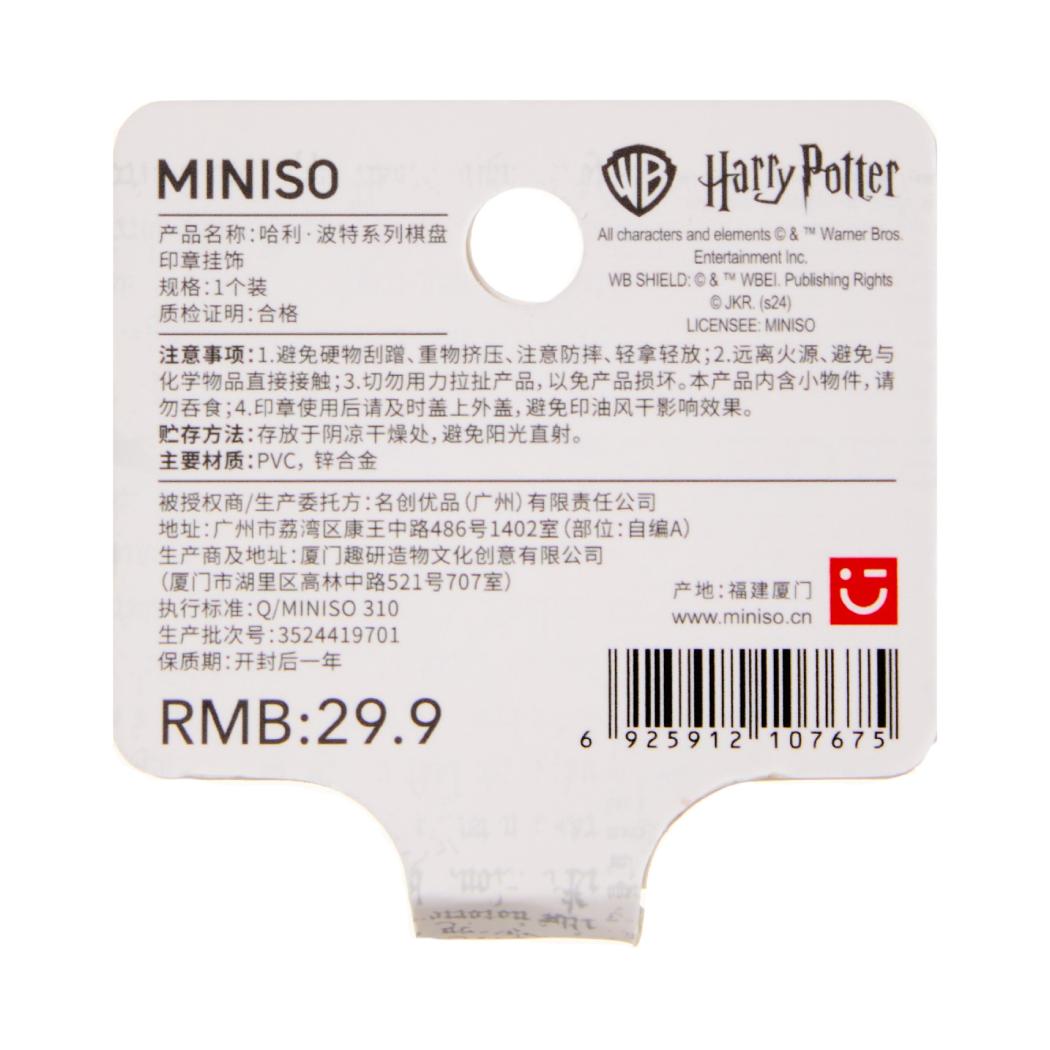 MINISO
产品名称:哈利·波特系列棋盘
印章挂饰
规格:1个装
质检证明:合格
WB Harry Potter
All characters and elements © & ™ Warner Bros.
Entertainment Inc.
WB SHIELD: © & ™ WBEI. Publishing Rights
© JKR. (s24)
LICENSEE: MINISO
注意事项:1.避免硬物刮蹭、重物挤压、注意防摔、轻拿轻放;2.远离火源、避免与
化学物品直接接触;3.切勿用力拉扯产品,以免产品损坏。本产品内含小物件,请
勿吞食;4.印章使用后请及时盖上外盖,避免印油风干影响效果。
贮存方法:存放于阴凉干燥处,避免阳光直射。
主要材质:PVC, 锌合金
被授权商/生产委托方:名创优品(广州)有限责任公司
地址:广州市荔湾区康王中路486号1402室(部位:自编A)
生产商及地址:厦门趣研造物文化创意有限公司
(厦门市湖里区高林中路521号707室)
执行标准:Q/MINISO 310
生产批次号:3524419701
保质期:开封后一年
产地:福建厦门
www.miniso.cn
RMB:29.9
6 925912 107675